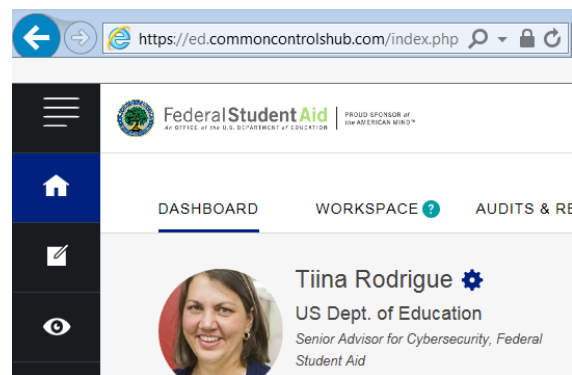 https://ed.commoncontrolshub.com/index.php
Federal Student Aid
An OFFICE of the U.S. DEPARTMENT of EDUCATION
PROUD SPONSOR of
the AMERICAN MIND™
DASHBOARD WORKSPACE ? AUDITS & RE
Tiina Rodrigue
US Dept. of Education
Senior Advisor for Cybersecurity, Federal
Student Aid